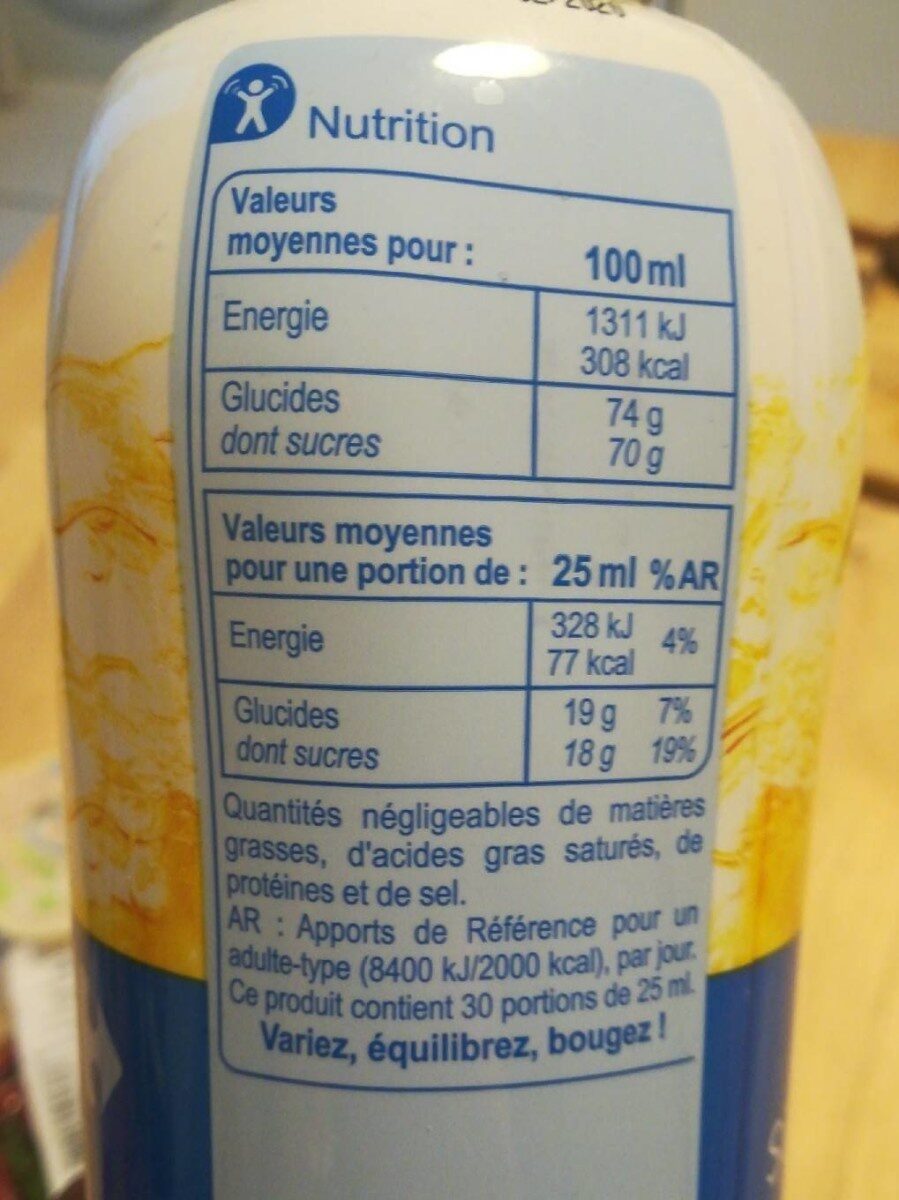 Nutrition
Valeurs
moyennes pour : 100 ml
Energie 1311 kJ
308 kcal
Glucides 74 g
dont sucres 70 g
Valeurs moyennes
pour une portion de : 25 ml %AR
Energie 328 kJ 4%
77 kcal
Glucides 19 g 7%
dont sucres 18 g 19%
Quantités négligeables de matières
grasses, d'acides gras saturés, de
protéines et de sel.
AR : Apports de Référence pour un
adulte-type (8400 kJ/2000 kcal), par jour.
Ce produit contient 30 portions de 25 ml.
Variez, équilibrez, bougez !